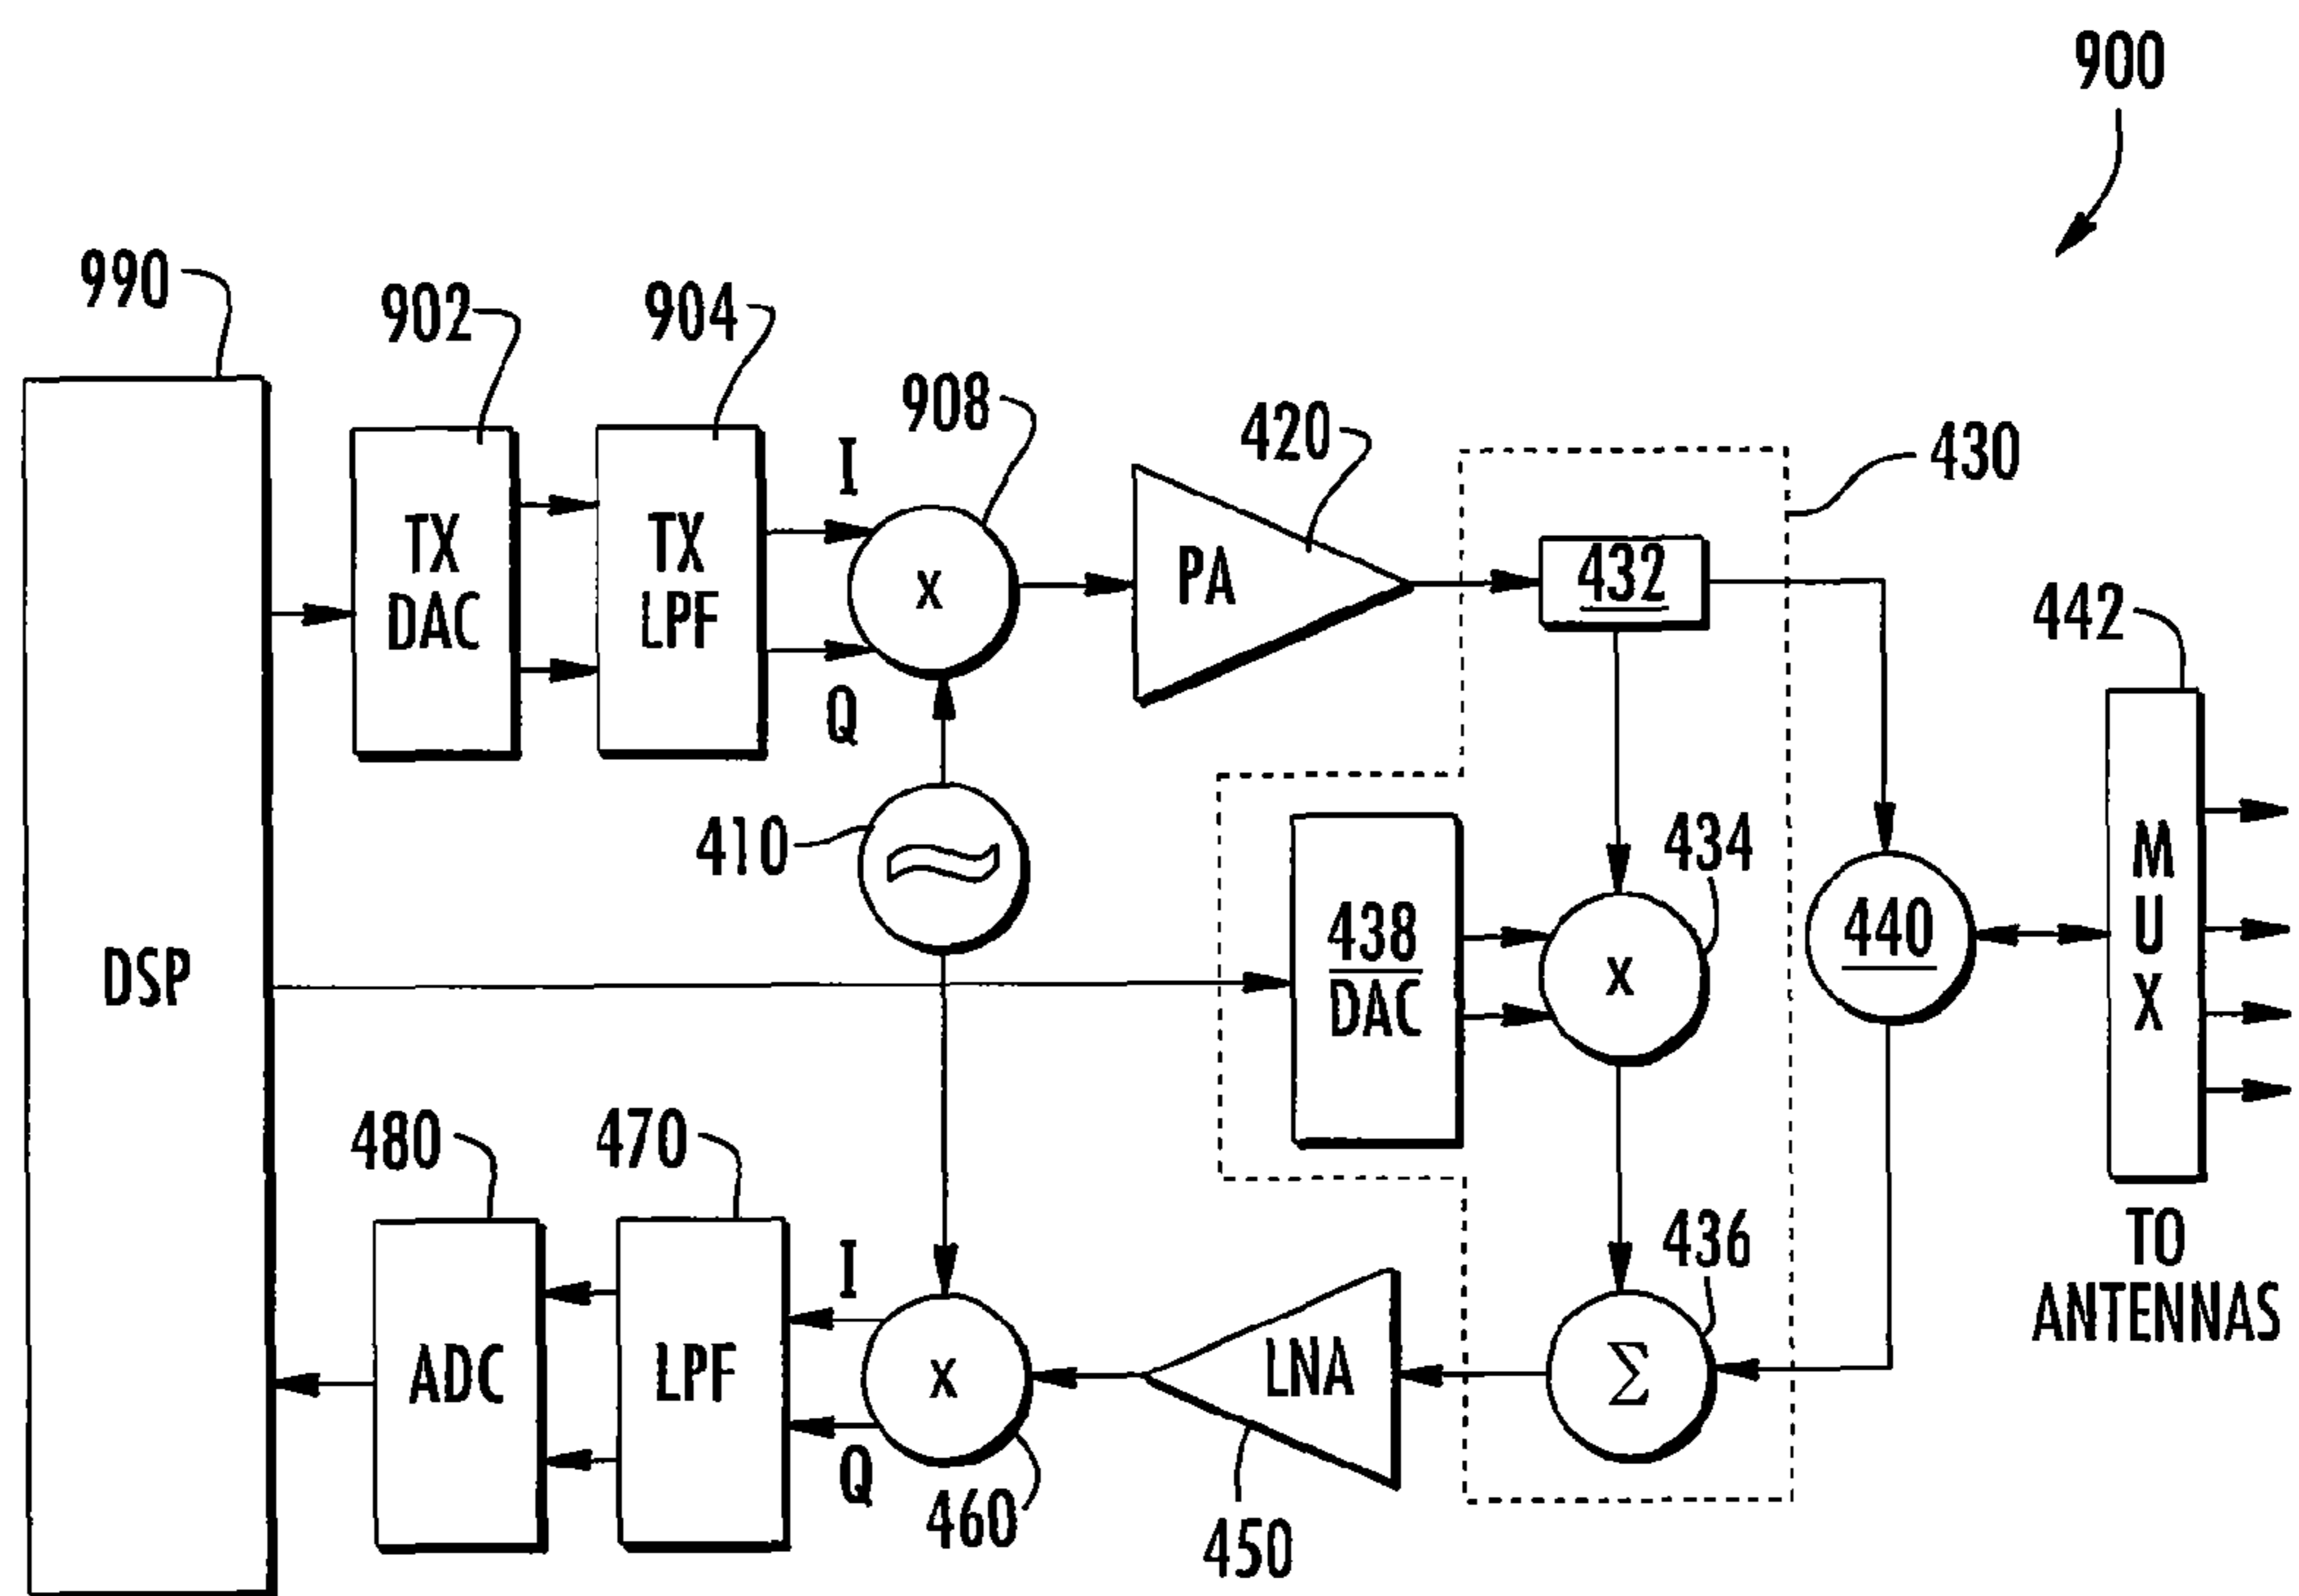 900
990
902
904
908
420
430
I
TX
DAC
TX
LPF
x
PA
432
442
Q
410
434
438
DAC
x
440
M
U
X
DSP
480
470
436
TO
ANTENNAS
I
ADC
LPF
x
LNA
Σ
Q
460
450